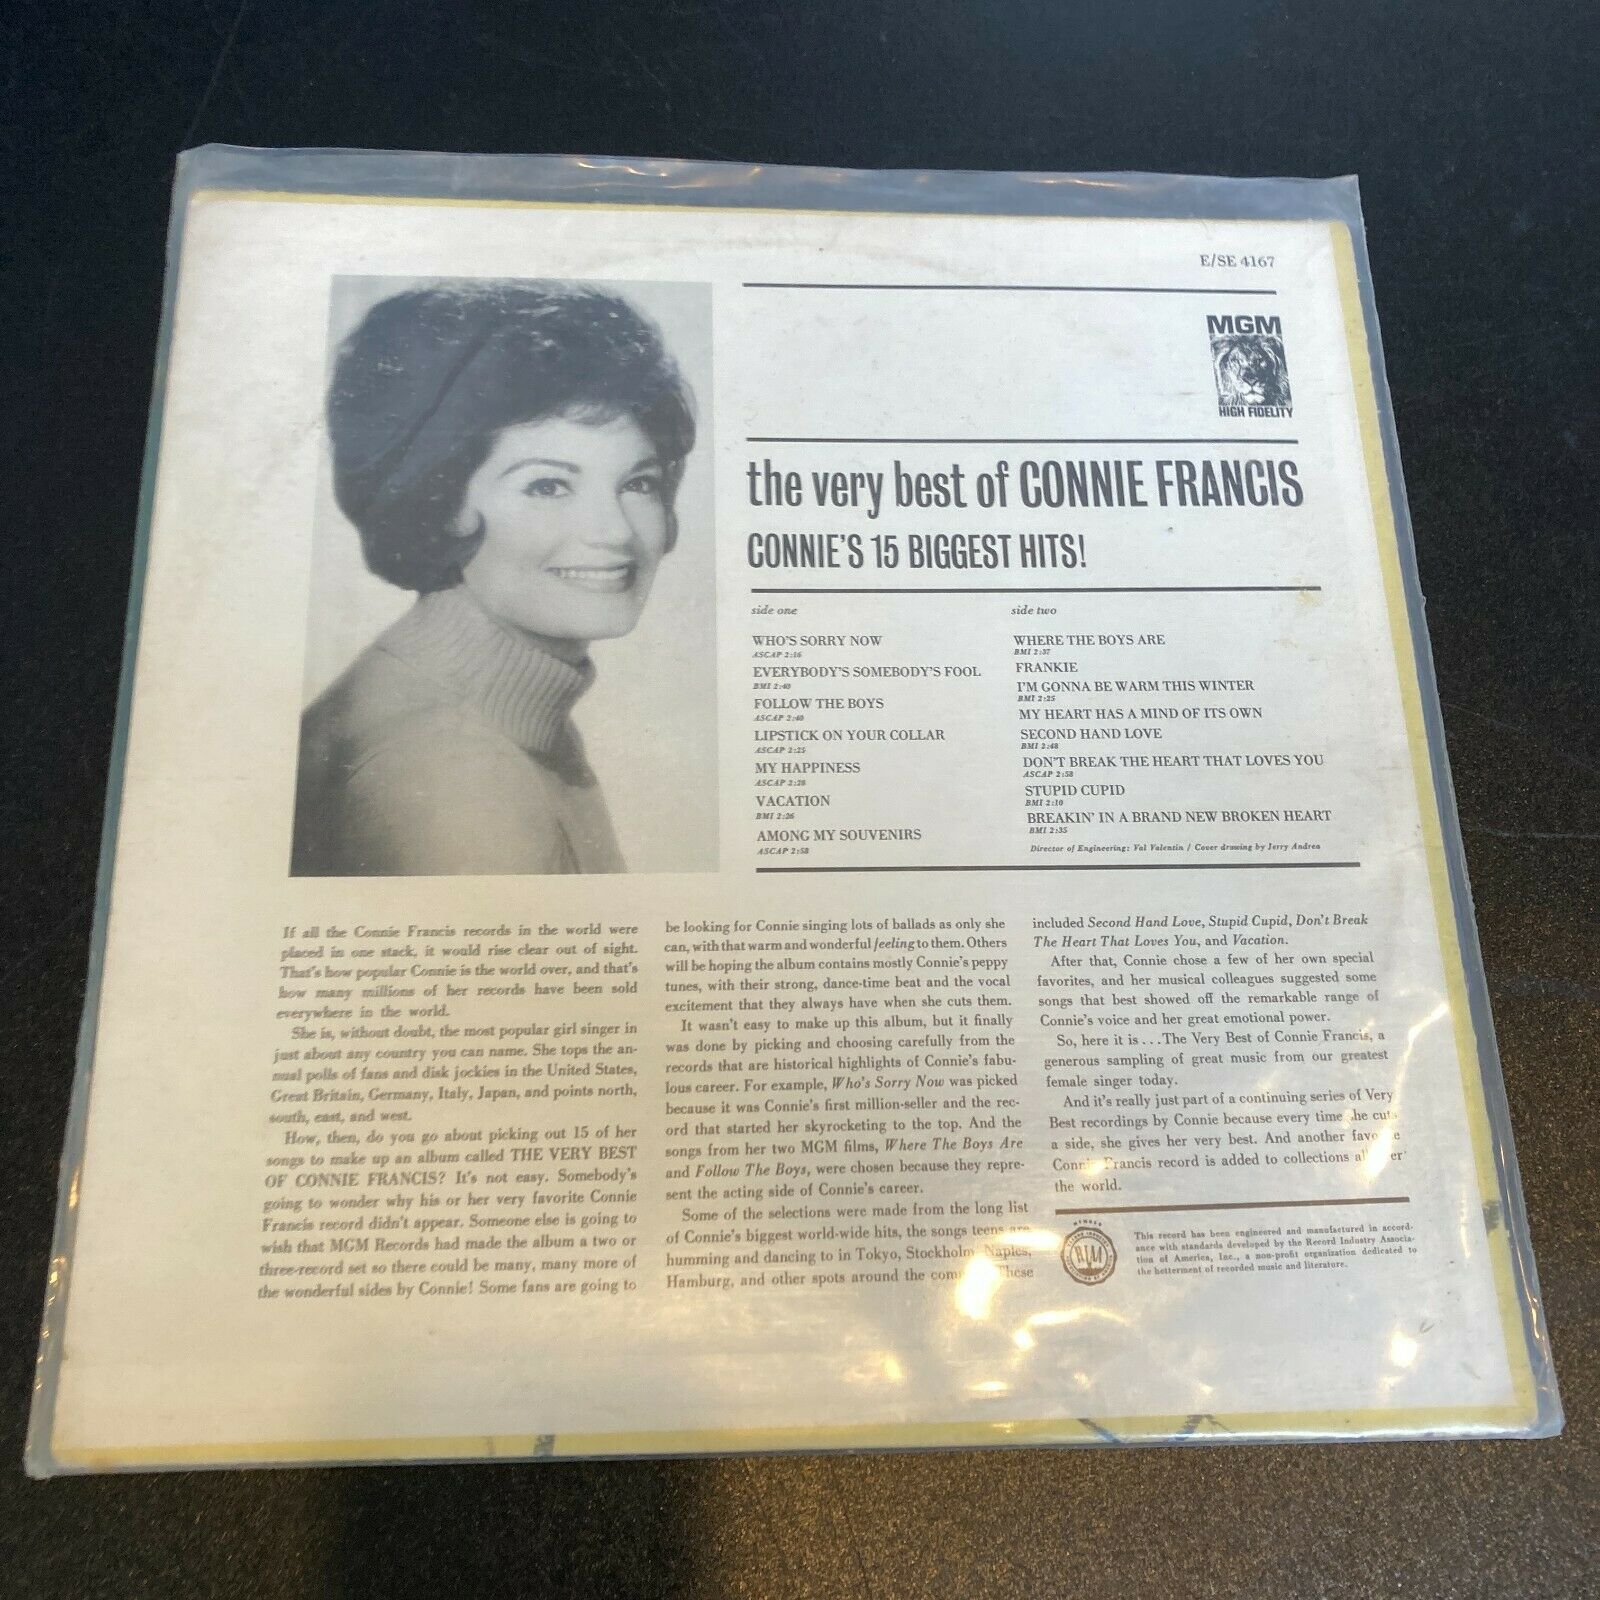 E/SE 4167
MGM
HIGH FIDELITY
the very best of CONNIE FRANCIS
CONNIE'S 15 BIGGEST HITS!
side one
WHO'S SORRY NOW
ASCAP 2:16
EVERYBODY'S SOMEBODY'S FOOL
BMI 2:40
FOLLOW THE BOYS
ASCAP 2:40
LIPSTICK ON YOUR COLLAR
ASCAP 2:25
MY HAPPINESS
ASCAP 2:28
VACATION
BMI 2:26
AMONG MY SOUVENIRS
ASCAP 2:58
side two
WHERE THE BOYS ARE
BMI 2:37
FRANKIE
I'M GONNA BE WARM THIS WINTER
BMI 2:25
MY HEART HAS A MIND OF ITS OWN
SECOND HAND LOVE
BMI 2:48
DON'T BREAK THE HEART THAT LOVES YOU
ASCAP 2:58
STUPID CUPID
BMI 2:10
BREAKIN' IN A BRAND NEW BROKEN HEART
BMI 2:35
Director of Engineering: Val Valentin / Cover drawing by Jerry Andrea
If all the Connie Francis records in the world were
placed in one stack, it would rise clear out of sight.
That's how popular Connie is the world over, and that's
how many millions of her records have been sold
everywhere in the world.
She is, without doubt, the most popular girl singer in
just about any country you can name. She tops the an-
nual polls of fans and disk jockies in the United States,
Great Britain, Germany, Italy, Japan, and points north,
south, east, and west.
How, then, do you go about picking out 15 of her
songs to make up an album called THE VERY BEST
OF CONNIE FRANCIS? It's not easy. Somebody's
going to wonder why his or her very favorite Connie
Francis record didn't appear. Someone else is going to
wish that MGM Records had made the album a two or
three-record set so there could be many, many more of
the wonderful sides by Connie! Some fans are going to
be looking for Connie singing lots of ballads as only she
can, with that warm and wonderful feeling to them. Others
will be hoping the album contains mostly Connie's peppy
tunes, with their strong, dance-time beat and the vocal
excitement that they always have when she cuts them.
It wasn't easy to make up this album, but it finally
was done by picking and choosing carefully from the
records that are historical highlights of Connie's fabu-
lous career. For example, Who's Sorry Now was picked
because it was Connie's first million-seller and the rec-
ord that started her skyrocketing to the top. And the
songs from her two MGM films, Where The Boys Are
and Follow The Boys, were chosen because they repre-
sent the acting side of Connie's career.
Some of the selections were made from the long list
of Connie's biggest world-wide hits, the songs teens are
humming and dancing to in Tokyo, Stockholm, Naples,
Hamburg, and other spots around the These
included Second Hand Love, Stupid Cupid, Don't Break
The Heart That Loves You, and Vacation.
After that, Connie chose a few of her own special
favorites, and her musical colleagues suggested some
songs that best showed off the remarkable range of
Connie's voice and her great emotional power.
So, here it is . . . The Very Best of Connie Francis, a
generous sampling of great music from our greatest
female singer today.
And it's really just part of a continuing series of Very
Best recordings by Connie because every time she cuts
a side, she gives her very best. And another favorite
Connie Francis record is added to collections all over
the world.
MEMBER
RIAA
This record has been engineered and manufactured in accord-
ance with standards developed by the Record Industry Associa-
tion of America, Inc., a non-profit organization dedicated to
the betterment of recorded music and literature.